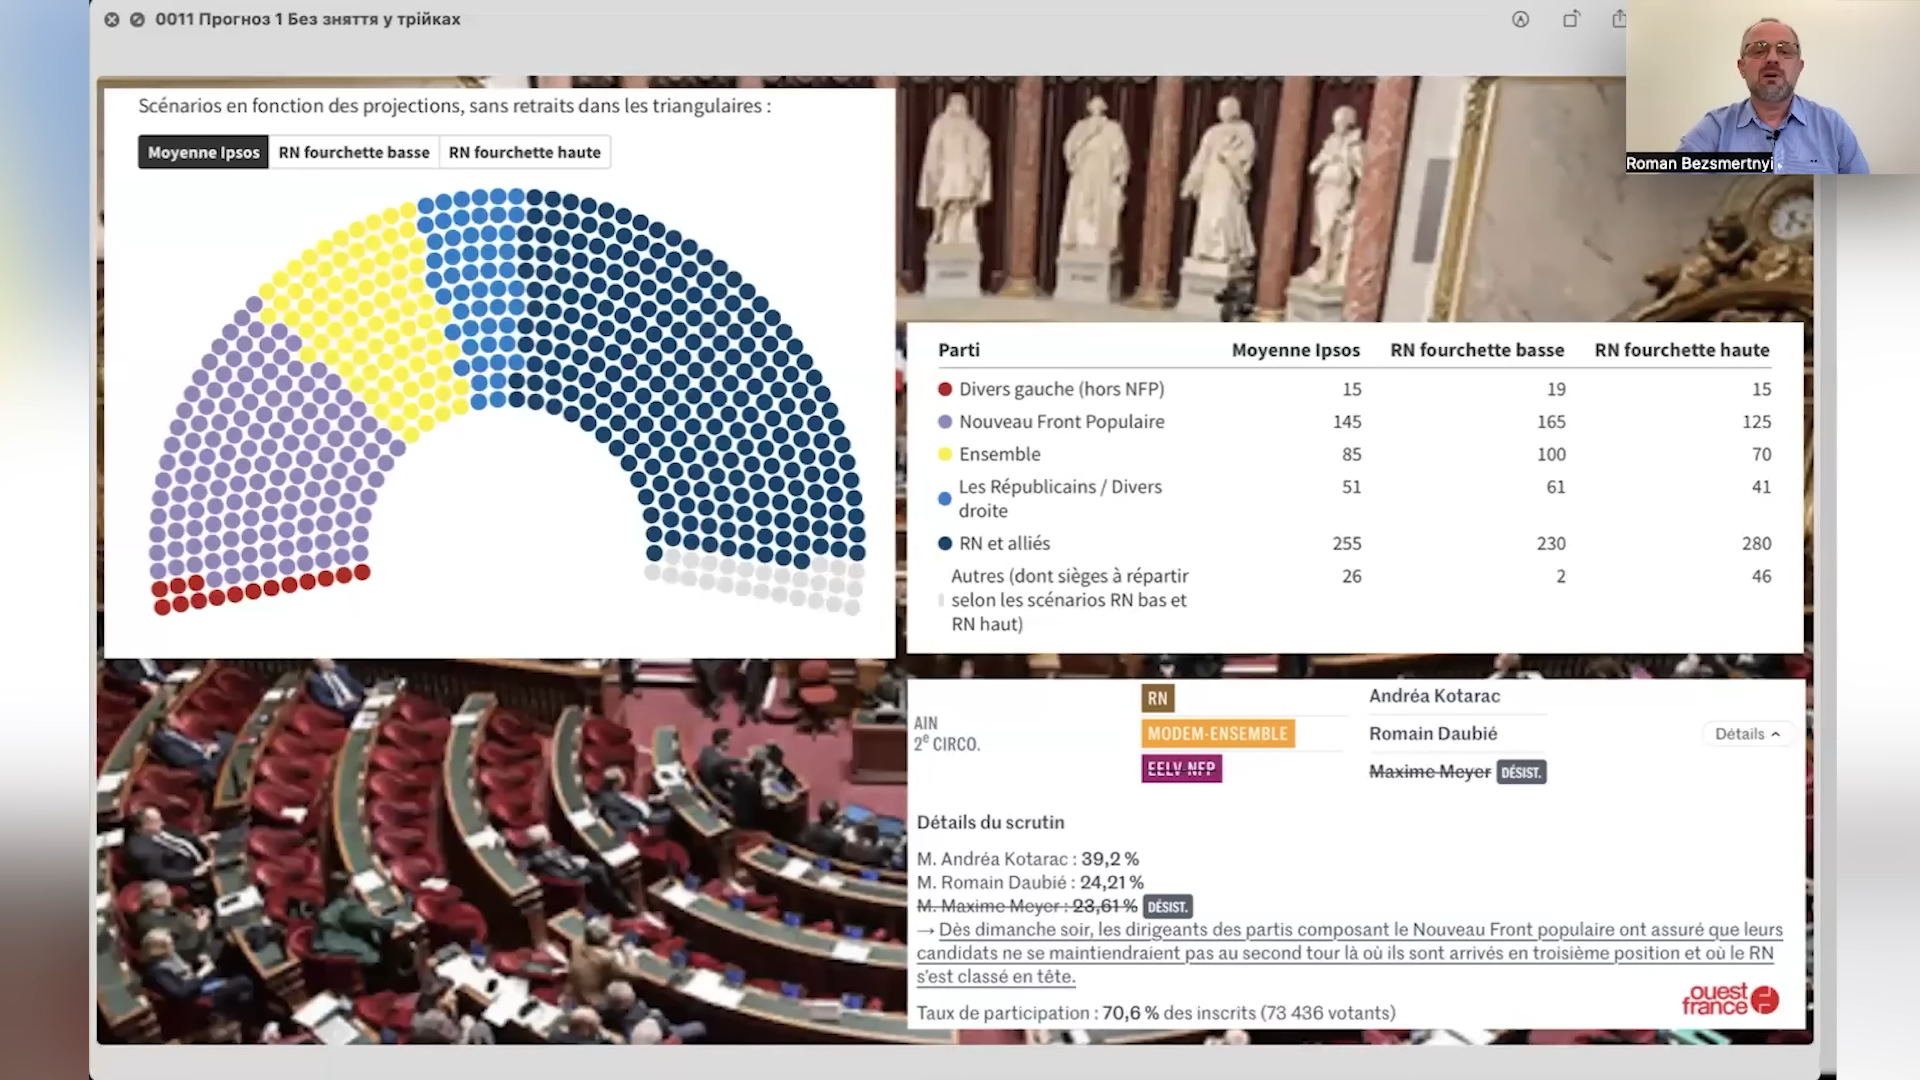 0011 Прогноз 1 Без зняття у трійках
Roman Bezsmertnyi
Scénarios en fonction des projections, sans retraits dans les triangulaires :
Moyenne Ipsos RN fourchette basse RN fourchette haute
Parti Moyenne Ipsos RN fourchette basse RN fourchette haute
Divers gauche (hors NFP) 15 19 15
Nouveau Front Populaire 145 165 125
Ensemble 85 100 70
Les Républicains / Divers 51 61 41
droite
RN et alliés 255 230 280
Autres (dont sièges à répartir 26 2 46
selon les scénarios RN bas et
RN haut)
AIN
2e CIRCO.
RN Andréa Kotarac
MODEM-ENSEMBLE Romain Daubié Détails
EELV-NFP Maxime Meyer DÉSIST.
Détails du scrutin
M. Andréa Kotarac : 39,2 %
M. Romain Daubié : 24,21 %
M. Maxime Meyer : 23,61 % DÉSIST.
→ Dès dimanche soir, les dirigeants des partis composant le Nouveau Front populaire ont assuré que leurs
candidats ne se maintiendraient pas au second tour là où ils sont arrivés en troisième position et où le RN
s'est classé en tête.
Taux de participation : 70,6 % des inscrits (73 436 votants)
ouest
france